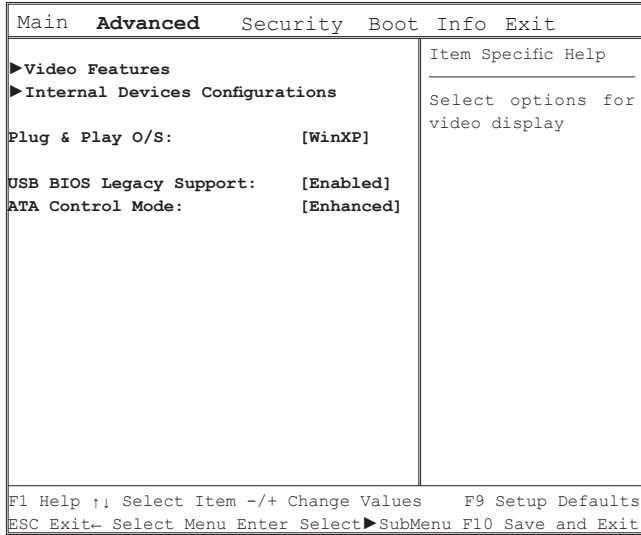 Main Advanced Security Boot Info Exit
►Video Features
►Internal Devices Configurations
Plug & Play O/S: [WinXP]
USB BIOS Legacy Support: [Enabled]
ATA Control Mode: [Enhanced]
Item Specific Help
Select options for
video display
F1 Help ↑↓ Select Item -/+ Change Values F9 Setup Defaults
ESC Exit← Select Menu Enter Select►SubMenu F10 Save and Exit